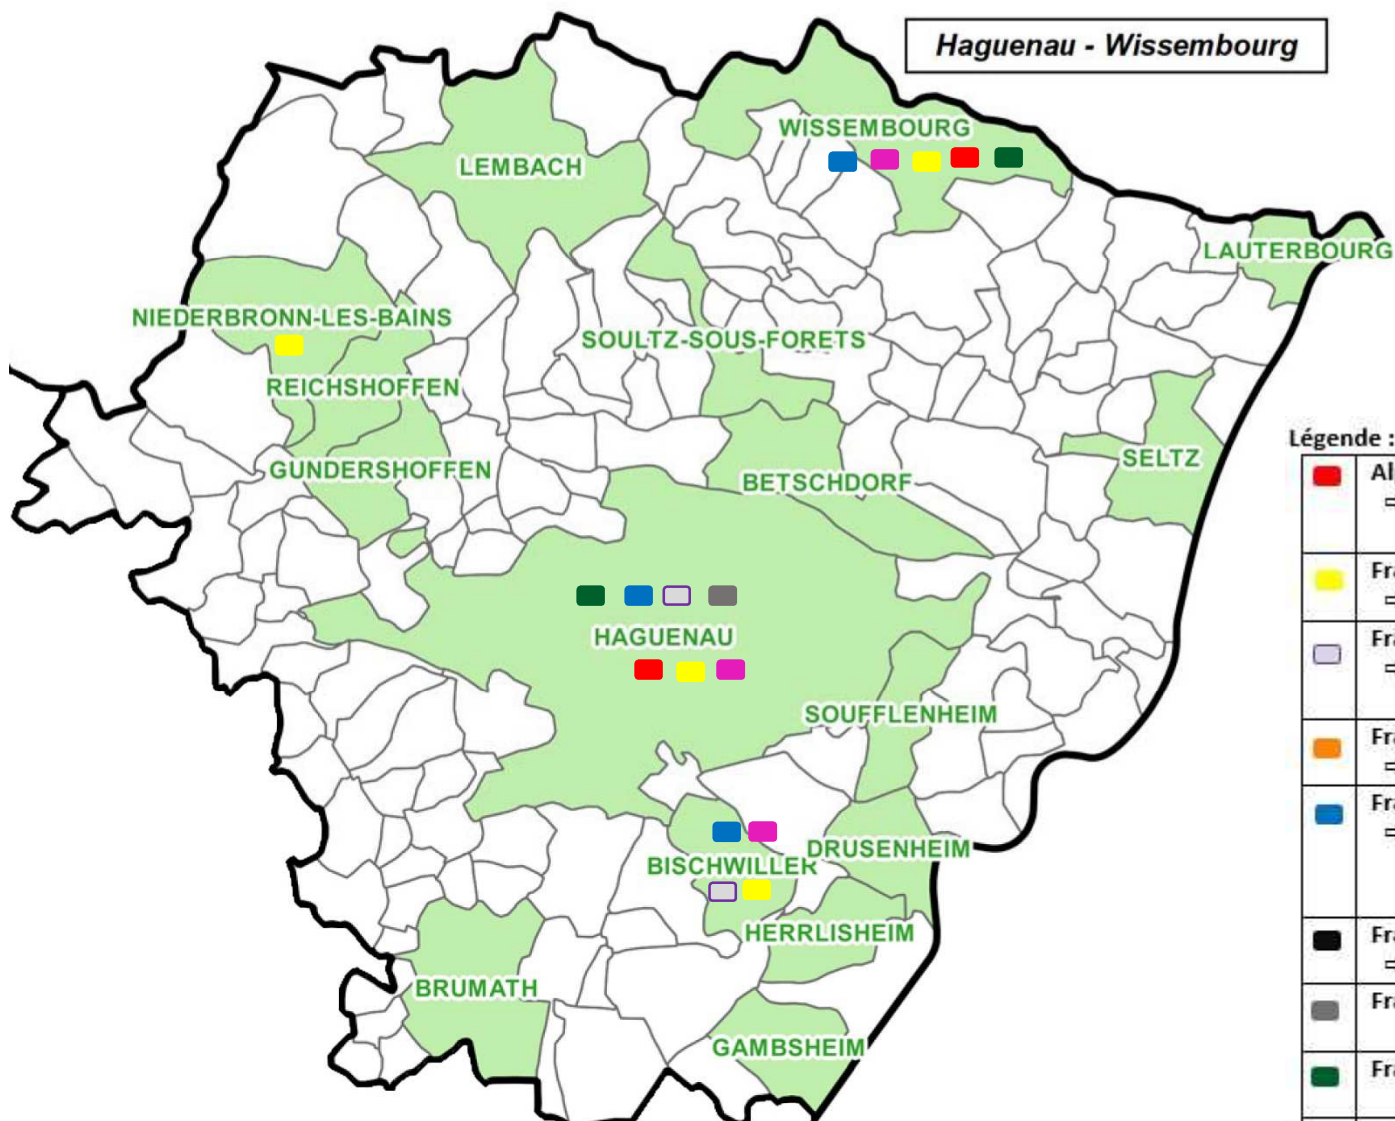 Haguenau - Wissembourg
WISSEMBOURG
LEMBACH
LAUTERBOURG
NIEDERBRONN-LES-BAINS
SOULTZ-SOUS-FORETS
REICHSHOFFEN
SELTZ
GUNDERSHOFFEN
BETSCHDORF
HAGUENAU
SOUFFLENHEIM
DRUSENHEIM
BISCHWILLER
HERRLISHEIM
BRUMATH
GAMBSHEIM
Légende :